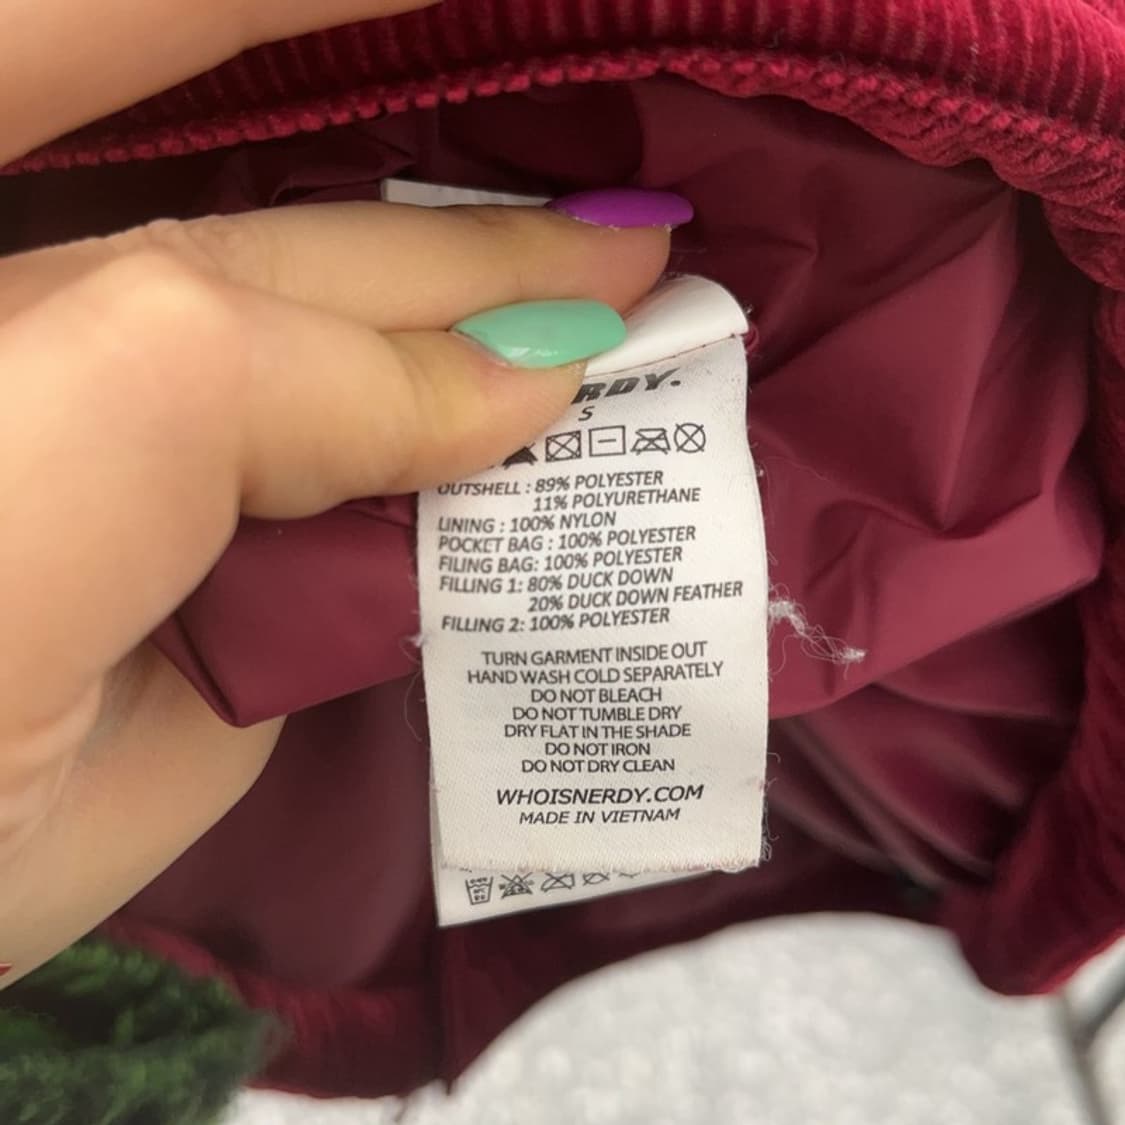 RDY.
S
OUTSHELL : 89% POLYESTER
11% POLYURETHANE
LINING : 100% NYLON
POCKET BAG : 100% POLYESTER
FILING BAG: 100% POLYESTER
FILLING 1: 80% DUCK DOWN
20% DUCK DOWN FEATHER
FILLING 2: 100% POLYESTER
TURN GARMENT INSIDE OUT
HAND WASH COLD SEPARATELY
DO NOT BLEACH
DO NOT TUMBLE DRY
DRY FLAT IN THE SHADE
DO NOT IRON
DO NOT DRY CLEAN
WHOISNERDY.COM
MADE IN VIETNAM